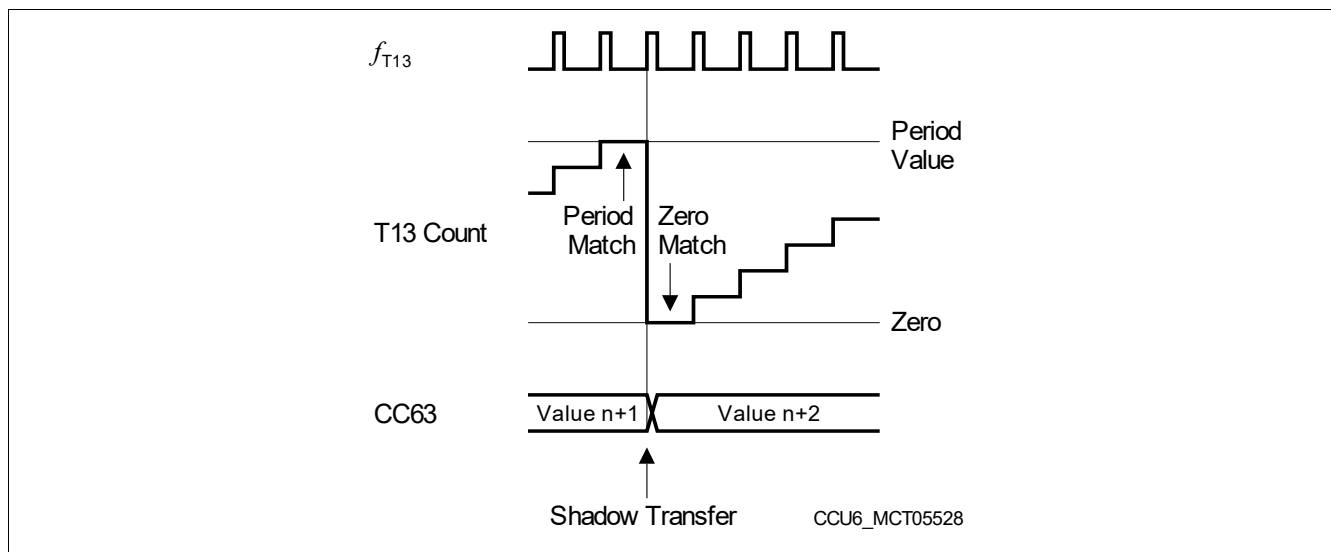 fT13
Period
Value
Period
Match
Zero
Match
T13 Count
Zero
CC63
Value n+1
Value n+2
Shadow Transfer
CCU6_MCT05528